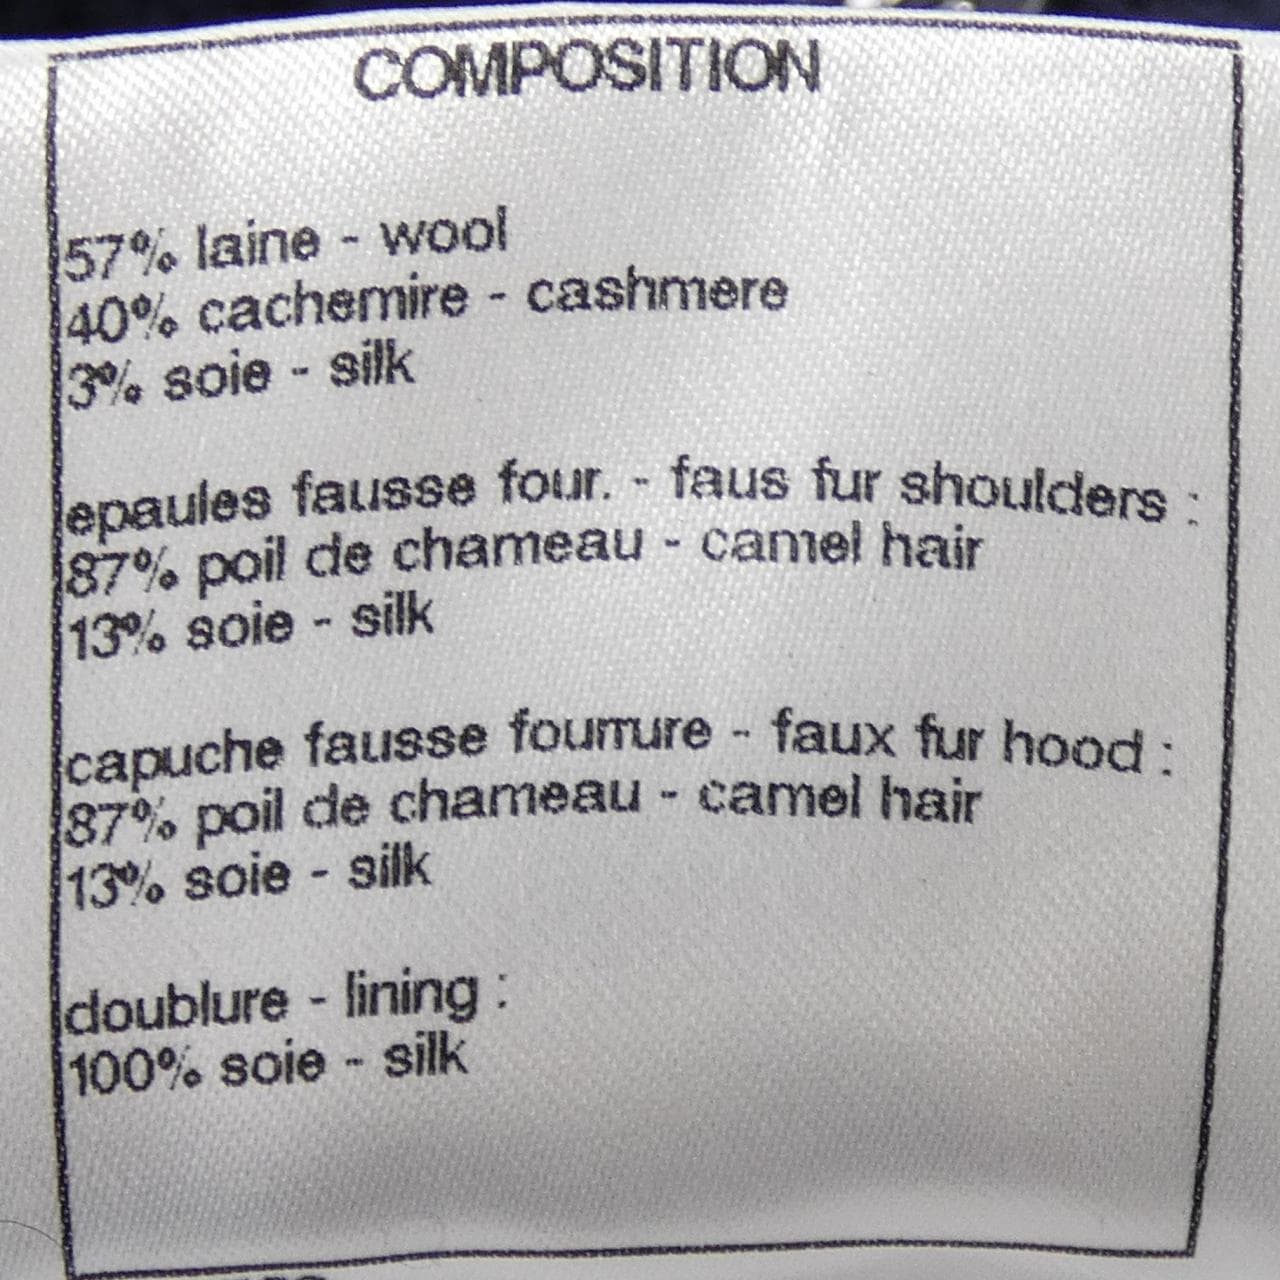 COMPOSITION
57% laine - wool
40% cachemire - cashmere
3% soie - silk
epaules fausse four. - faus fur shoulders :
87% poil de chameau - camel hair
13% soie - silk
capuche fausse fourrure - faux fur hood :
87% poil de chameau - camel hair
13% soie - silk
doublure - lining :
100% soie - silk